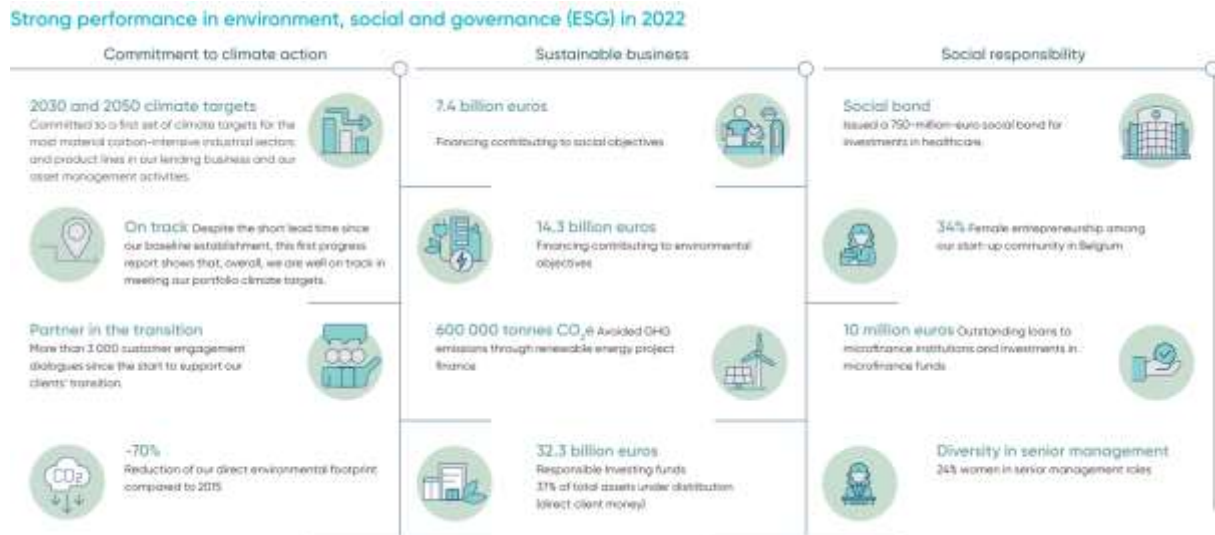 Strong performance in environment, social and governance (ESG) in 2022
Commitment to climate action
2030 and 2050 climate targets
Committed to a first set of climate targets for the
most material carbon-intensive industrial sectors
and product lines in our lending business and our
asset management activities.
On track Despite the short lead time since
our baseline establishment, this first progress
report shows that, overall, we are well on track in
meeting our portfolio climate targets.
Partner in the transition
More than 3 000 customer engagement
dialogues since the start to support our
clients' transition.
CO2
-70%
Reduction of our direct environmental footprint
compared to 2015
Sustainable business
7.4 billion euros
Financing contributing to social objectives
14.3 billion euros
Financing contributing to environmental
objectives
600 000 tonnes CO₂e Avoided GHG
emissions through renewable energy project
finance
32.3 billion euros
Responsible Investing funds
37% of total assets under distribution
(direct client money)
Social responsibility
Social bond
Issued a 750-million-euro social bond for
investments in healthcare.
34% Female entrepreneurship among
our start-up community in Belgium
10 million euros Outstanding loans to
microfinance institutions and investments in
microfinance funds
Diversity in senior management
24% women in senior management roles